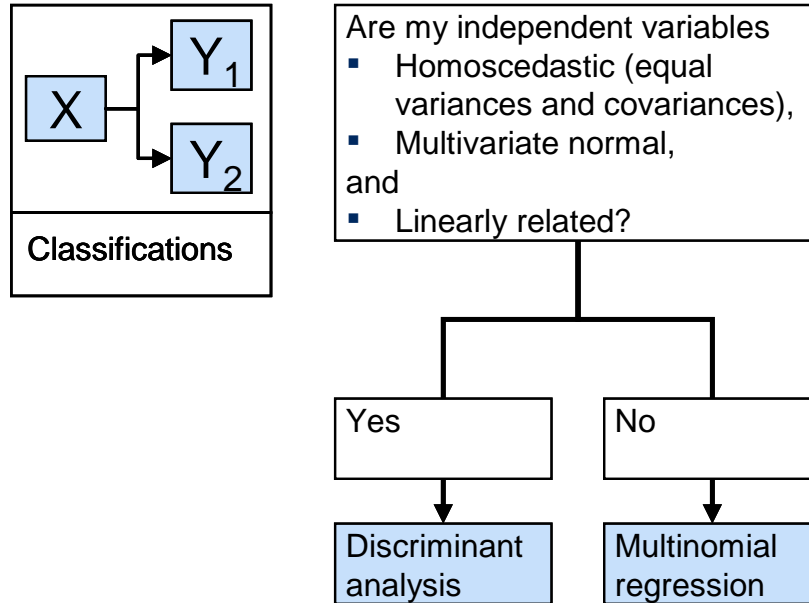 X
Y1
Y2
Classifications
Are my independent variables
▪ Homoscedastic (equal
variances and covariances),
▪ Multivariate normal,
and
▪ Linearly related?
Yes
No
Discriminant
analysis
Multinomial
regression